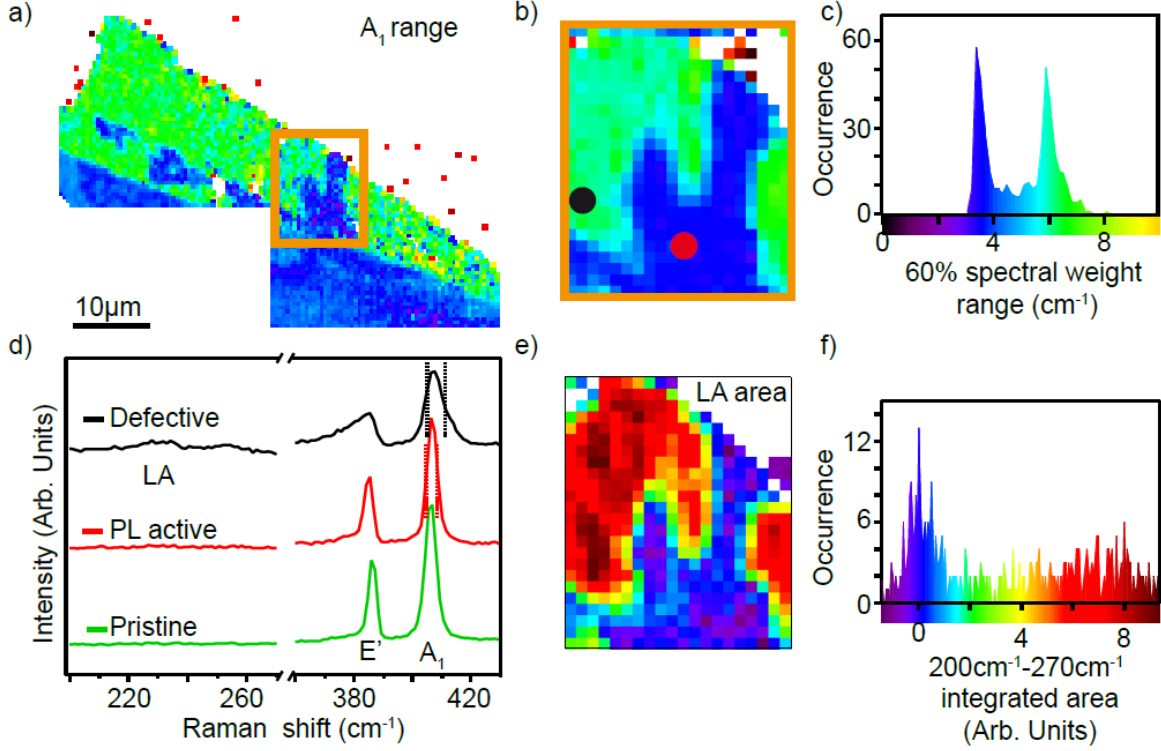 a)
A₁ range
10μm
b)
c)
Occurrence
60
30
0
0 4 8
60% spectral weight
range (cm⁻¹)
d)
Intensity (Arb. Units)
Defective
LA
PL active
Pristine
E’
A₁
220 260 380 420
Raman shift (cm⁻¹)
e)
LA area
f)
Occurrence
12
6
0
0 4 8
200cm⁻¹-270cm⁻¹
integrated area
(Arb. Units)